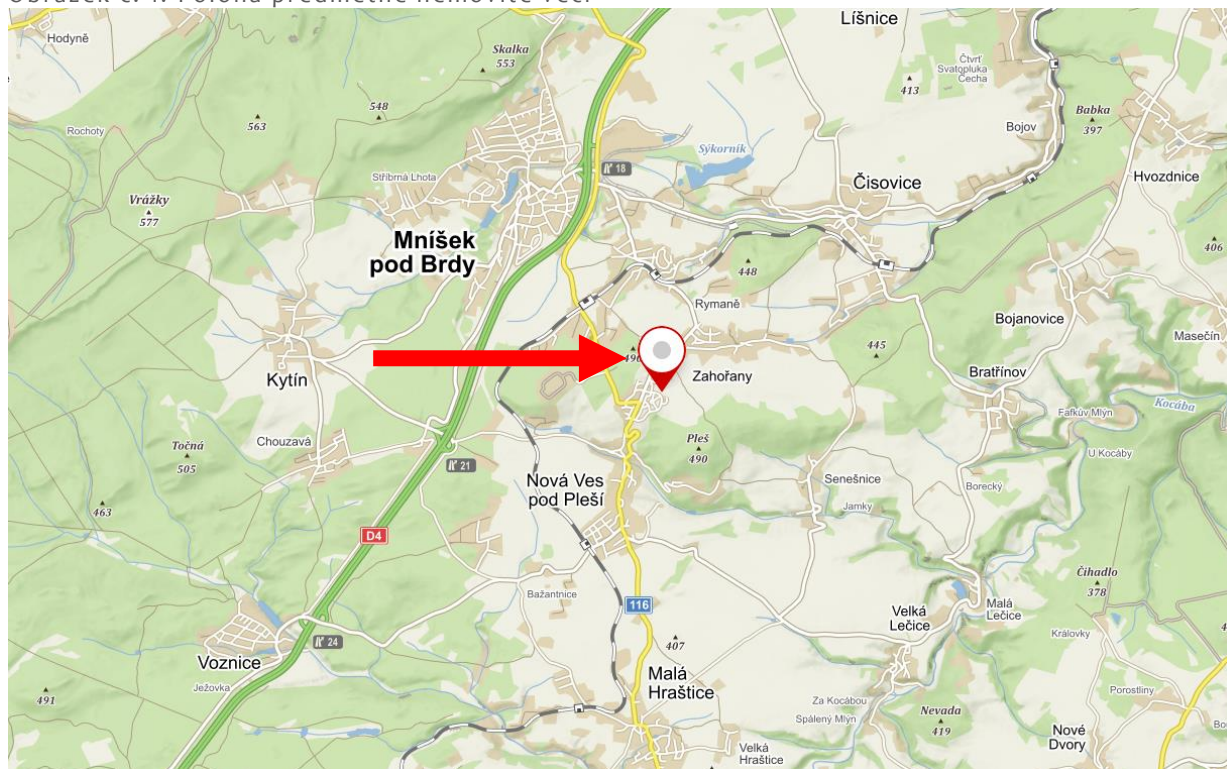 Obrázek č. 1: Poloha předmětné nemovité věci
Hodyně
Líšnice
Skalka
553
Čtvrť
Svatopluka
Čecha
413
548
563
Rochoty
Babka
397
Bojov
Sýkorník
18
Stříbrná Lhota
Čisovice
Hvozdnice
Vrážky
577
Mníšek
pod Brdy
406
448
Rymaně
Bojanovice
Masečín
445
Kytín
Zahořany
Bratřínov
Kocába
Fafkův Mlýn
Točná
505
Chouzavá
Pleš
490
U Kocáby
21
Nová Ves
pod Pleší
Senešnice
Borecký
463
Jamky
D4
Čihadlo
378
Bažantnice
116
Velká
Lečice
Malá
Lečice
24
Královky
407
Voznice
Malá
Hraštice
Ježovka
491
Za Kocábou
Porostliny
Spálený Mlýn
Nevada
419
Nové
Dvory
Velká
Hraštice